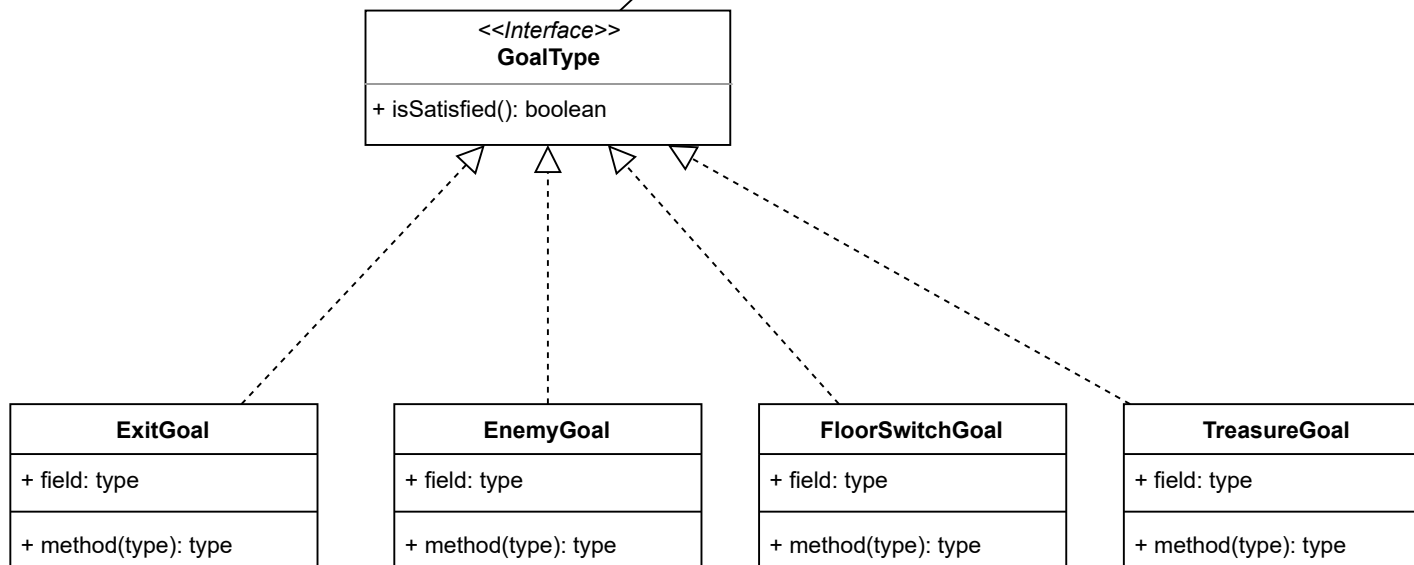 <<Interface>>
GoalType
+ isSatisfied(): boolean
ExitGoal
+ field: type
+ method(type): type
EnemyGoal
+ field: type
+ method(type): type
FloorSwitchGoal
+ field: type
+ method(type): type
TreasureGoal
+ field: type
+ method(type): type